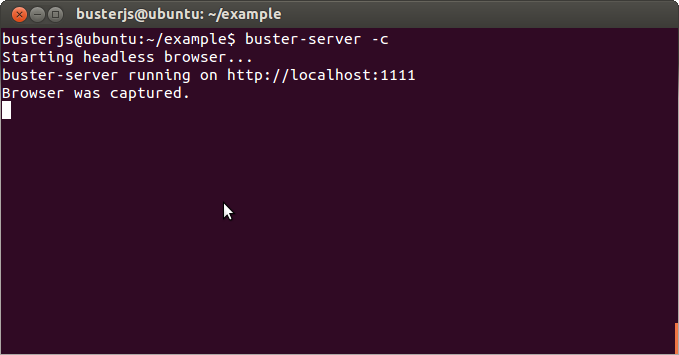 busterjs@ubuntu: ~/example
busterjs@ubuntu:~/example$ buster-server -c
Starting headless browser...
buster-server running on http://localhost:1111
Browser was captured.